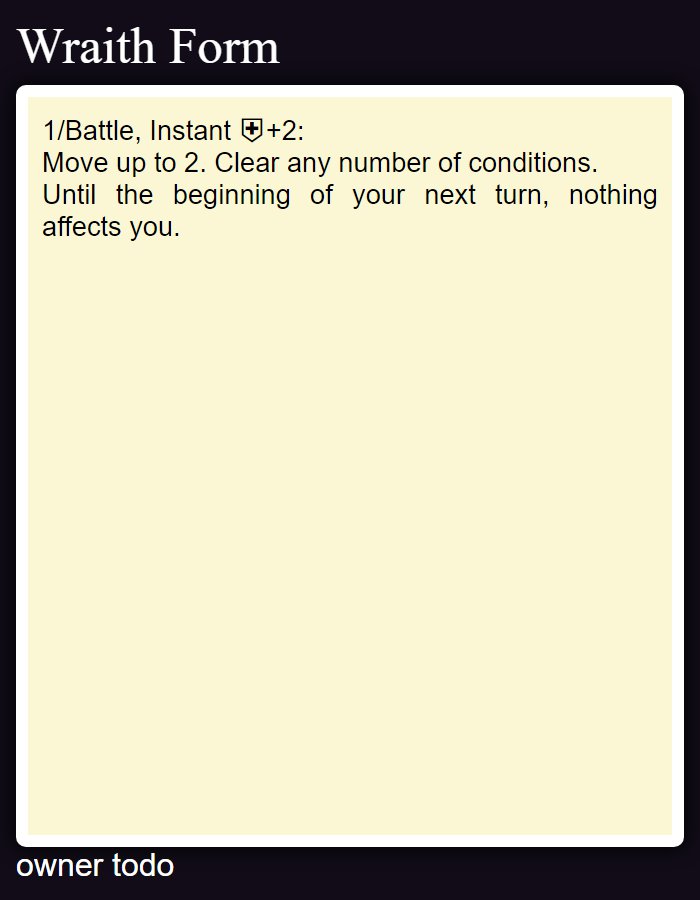 Wraith Form
1/Battle, Instant ⛨+2:
Move up to 2. Clear any number of conditions.
Until the beginning of your next turn, nothing
affects you.
owner todo